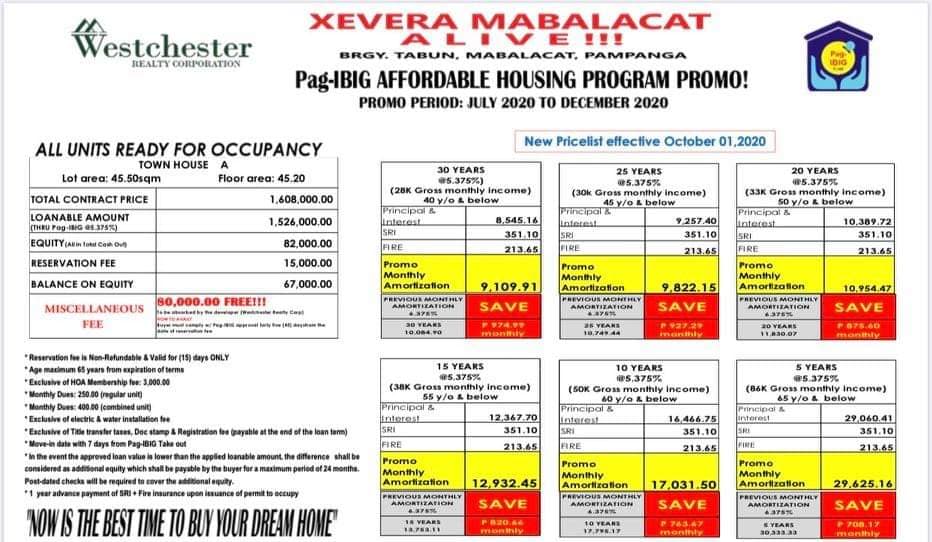 Westchester
REALTY CORPORATION
XEVERA MABALACAT
ALIVE!!!
BRGY. TABUN, MABALACAT, PAMPANGA
Pag-IBIG AFFORDABLE HOUSING PROGRAM PROMO!
PROMO PERIOD: JULY 2020 TO DECEMBER 2020
Pag-
IBIG
New Pricelist effective October 01,2020
ALL UNITS READY FOR OCCUPANCY
TOWN HOUSE A
Lot area: 45.50sqm Floor area: 45.20
TOTAL CONTRACT PRICE 1,608,000.00
LOANABLE AMOUNT 1,526,000.00
(THRU Pag-IBIG @5.375%)
EQUITY (All in Total Cash Out) 82,000.00
RESERVATION FEE 15,000.00
BALANCE ON EQUITY 67,000.00
MISCELLANEOUS
FEE
80,000.00 FREE!!!
To be absorbed by the developer (Westchester Realty Corp)
HOW TO AVAIL?
Buyer must comply w/ Pag-IBIG approval forty five (45) days from the
date of reservation fee
* Reservation fee is Non-Refundable & Valid for (15) days ONLY
* Age maximum 65 years from expiration of terms
* Exclusive of HOA Membership fee: 3,000.00
* Monthly Dues: 250.00 (regular unit)
* Monthly Dues: 400.00 (combined unit)
* Exclusive of electric & water installation fee
* Exclusive of Title transfer taxes, Doc stamp & Registration fee (payable at the end of the loan term)
* Move-in date with 7 days from Pag-IBIG Take out
* In the event the approved loan value is lower than the applied loanable amount, the difference shall be
considered as additional equity which shall be payable by the buyer for a maximum period of 24 months.
Post-dated checks will be required to cover the additional equity.
* 1 year advance payment of SRI + Fire insurance upon issuance of permit to occupy
"NOW IS THE BEST TIME TO BUY YOUR DREAM HOME"
30 YEARS
@5.375%)
(28K Gross monthly income)
40 y/o & below
Principal &
Interest 8,545.16
SRI 351.10
FIRE 213.65
Promo
Monthly
Amortization 9,109.91
PREVIOUS MONTHLY
AMORTIZATION
6.375%
SAVE
30 YEARS
10,084.90
P 974.99
monthly
25 YEARS
@5.375%
(30k Gross monthly income)
45 y/o & below
Principal &
Interest 9,257.40
SRI 351.10
FIRE 213.65
Promo
Monthly
Amortization 9,822.15
PREVIOUS MONTHLY
AMORTIZATION
6.375%
SAVE
25 YEARS
10,749.44
P 927.29
monthly
20 YEARS
@5.375%
(33K Gross monthly income)
50 y/o & below
Principal &
Interest 10,389.72
SRI 351.10
FIRE 213.65
Promo
Monthly
Amortization 10,954.47
PREVIOUS MONTHLY
AMORTIZATION
6.375%
SAVE
20 YEARS
11,830.07
P 875.60
monthly
15 YEARS
@5.375%
(38K Gross monthly income)
55 y/o & below
Principal &
Interest 12,367.70
SRI 351.10
FIRE 213.65
Promo
Monthly
Amortization 12,932.45
PREVIOUS MONTHLY
AMORTIZATION
6.375%
SAVE
15 YEARS
13,753.11
P 820.66
monthly
10 YEARS
@5.375%
(50K Gross monthly income)
60 y/o & below
Principal &
Interest 16,466.75
SRI 351.10
FIRE 213.65
Promo
Monthly
Amortization 17,031.50
PREVIOUS MONTHLY
AMORTIZATION
6.375%
SAVE
10 YEARS
17,795.17
P 763.67
monthly
5 YEARS
@5.375%
(86K Gross monthly income)
65 y/o & below
Principal &
Interest 29,060.41
SRI 351.10
FIRE 213.65
Promo
Monthly
Amortization 29,625.16
PREVIOUS MONTHLY
AMORTIZATION
6.375%
SAVE
5 YEARS
30,333.33
P 708.17
monthly